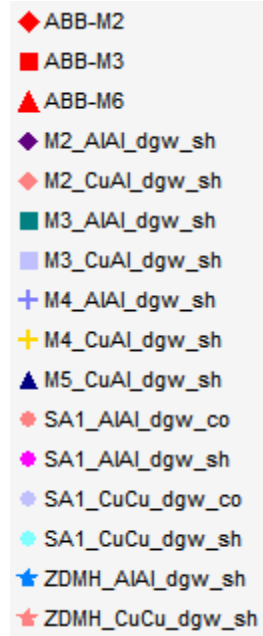 ABB-M2
ABB-M3
ABB-M6
M2_AlAl_dgw_sh
M2_CuAl_dgw_sh
M3_AlAl_dgw_sh
M3_CuAl_dgw_sh
M4_AlAl_dgw_sh
M4_CuAl_dgw_sh
M5_CuAl_dgw_sh
SA1_AlAl_dgw_co
SA1_AlAl_dgw_sh
SA1_CuCu_dgw_co
SA1_CuCu_dgw_sh
ZDMH_AlAl_dgw_sh
ZDMH_CuCu_dgw_sh